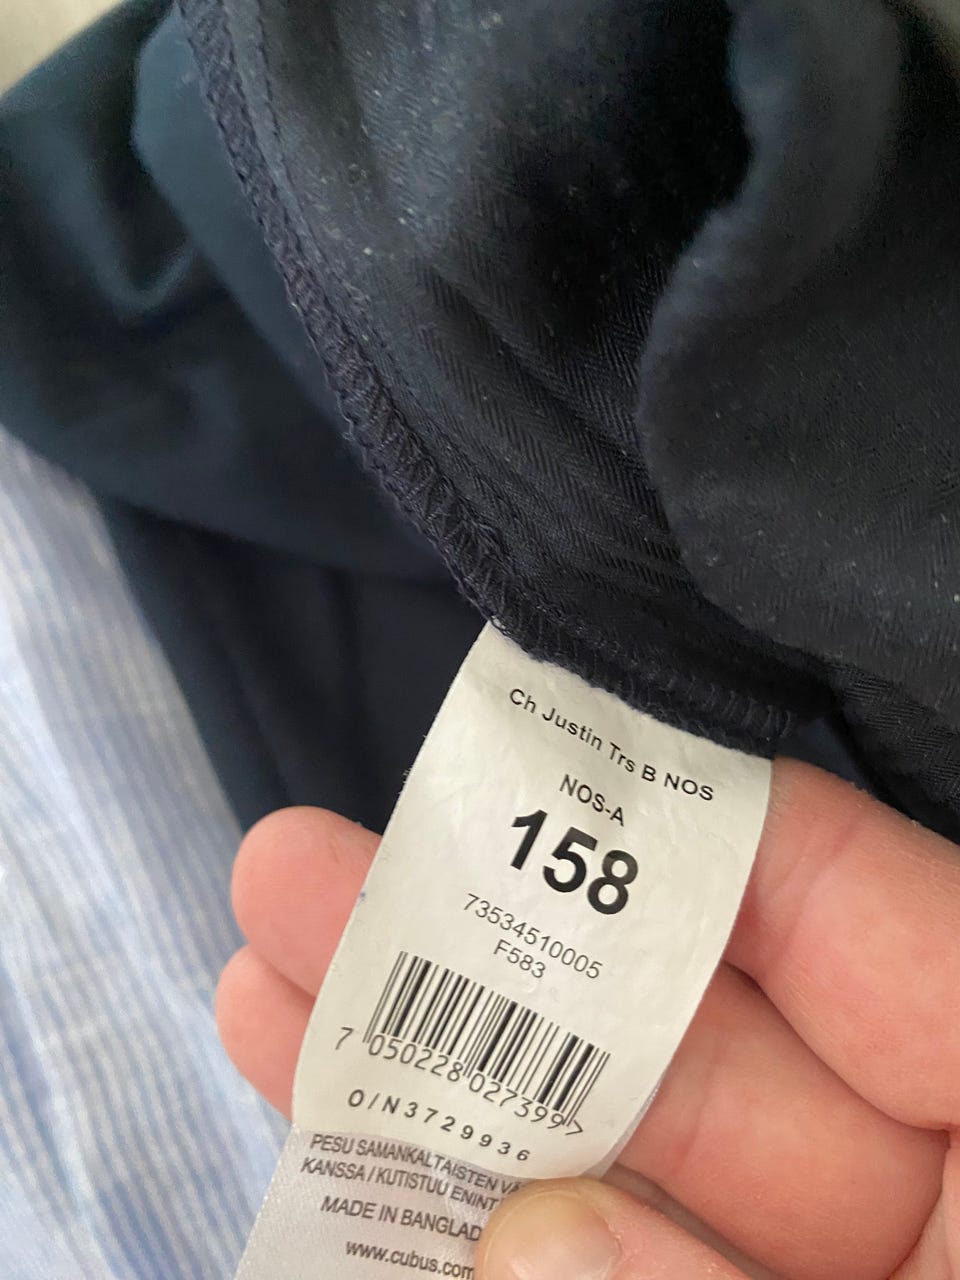 Ch Justin Trs B NOS
NOS-A
158
73534510005
F583
7 050228 027399 >
O/N3729936
PESU SAMANKALTAISTEN
KANSSA / KUTISTUU
MADE IN
www.cubus.com